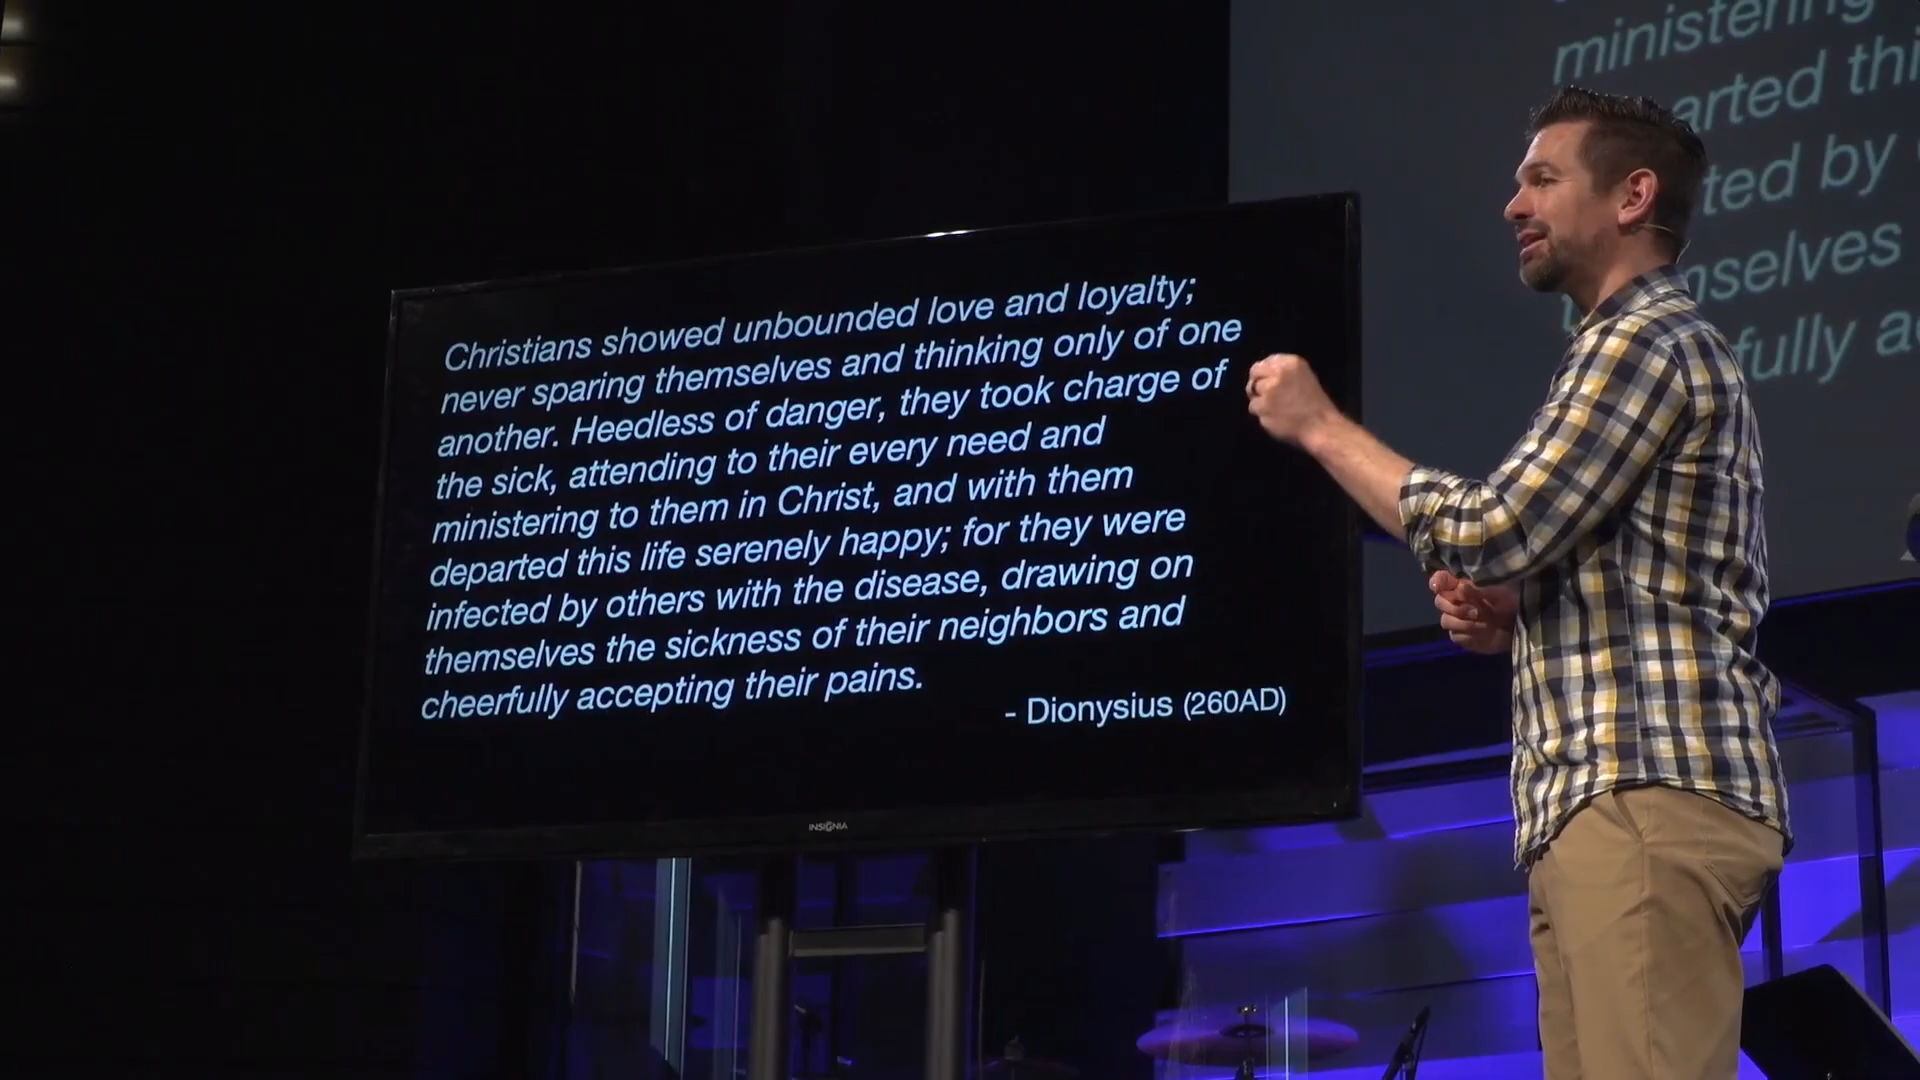 Christians showed unbounded love and loyalty;
never sparing themselves and thinking only of one
another. Heedless of danger, they took charge of
the sick, attending to their every need and
ministering to them in Christ, and with them
departed this life serenely happy; for they were
infected by others with the disease, drawing on
themselves the sickness of their neighbors and
cheerfully accepting their pains.
- Dionysius (260AD)
INSIGNIA
ministering
arted thi
ted by
mselves
fully a